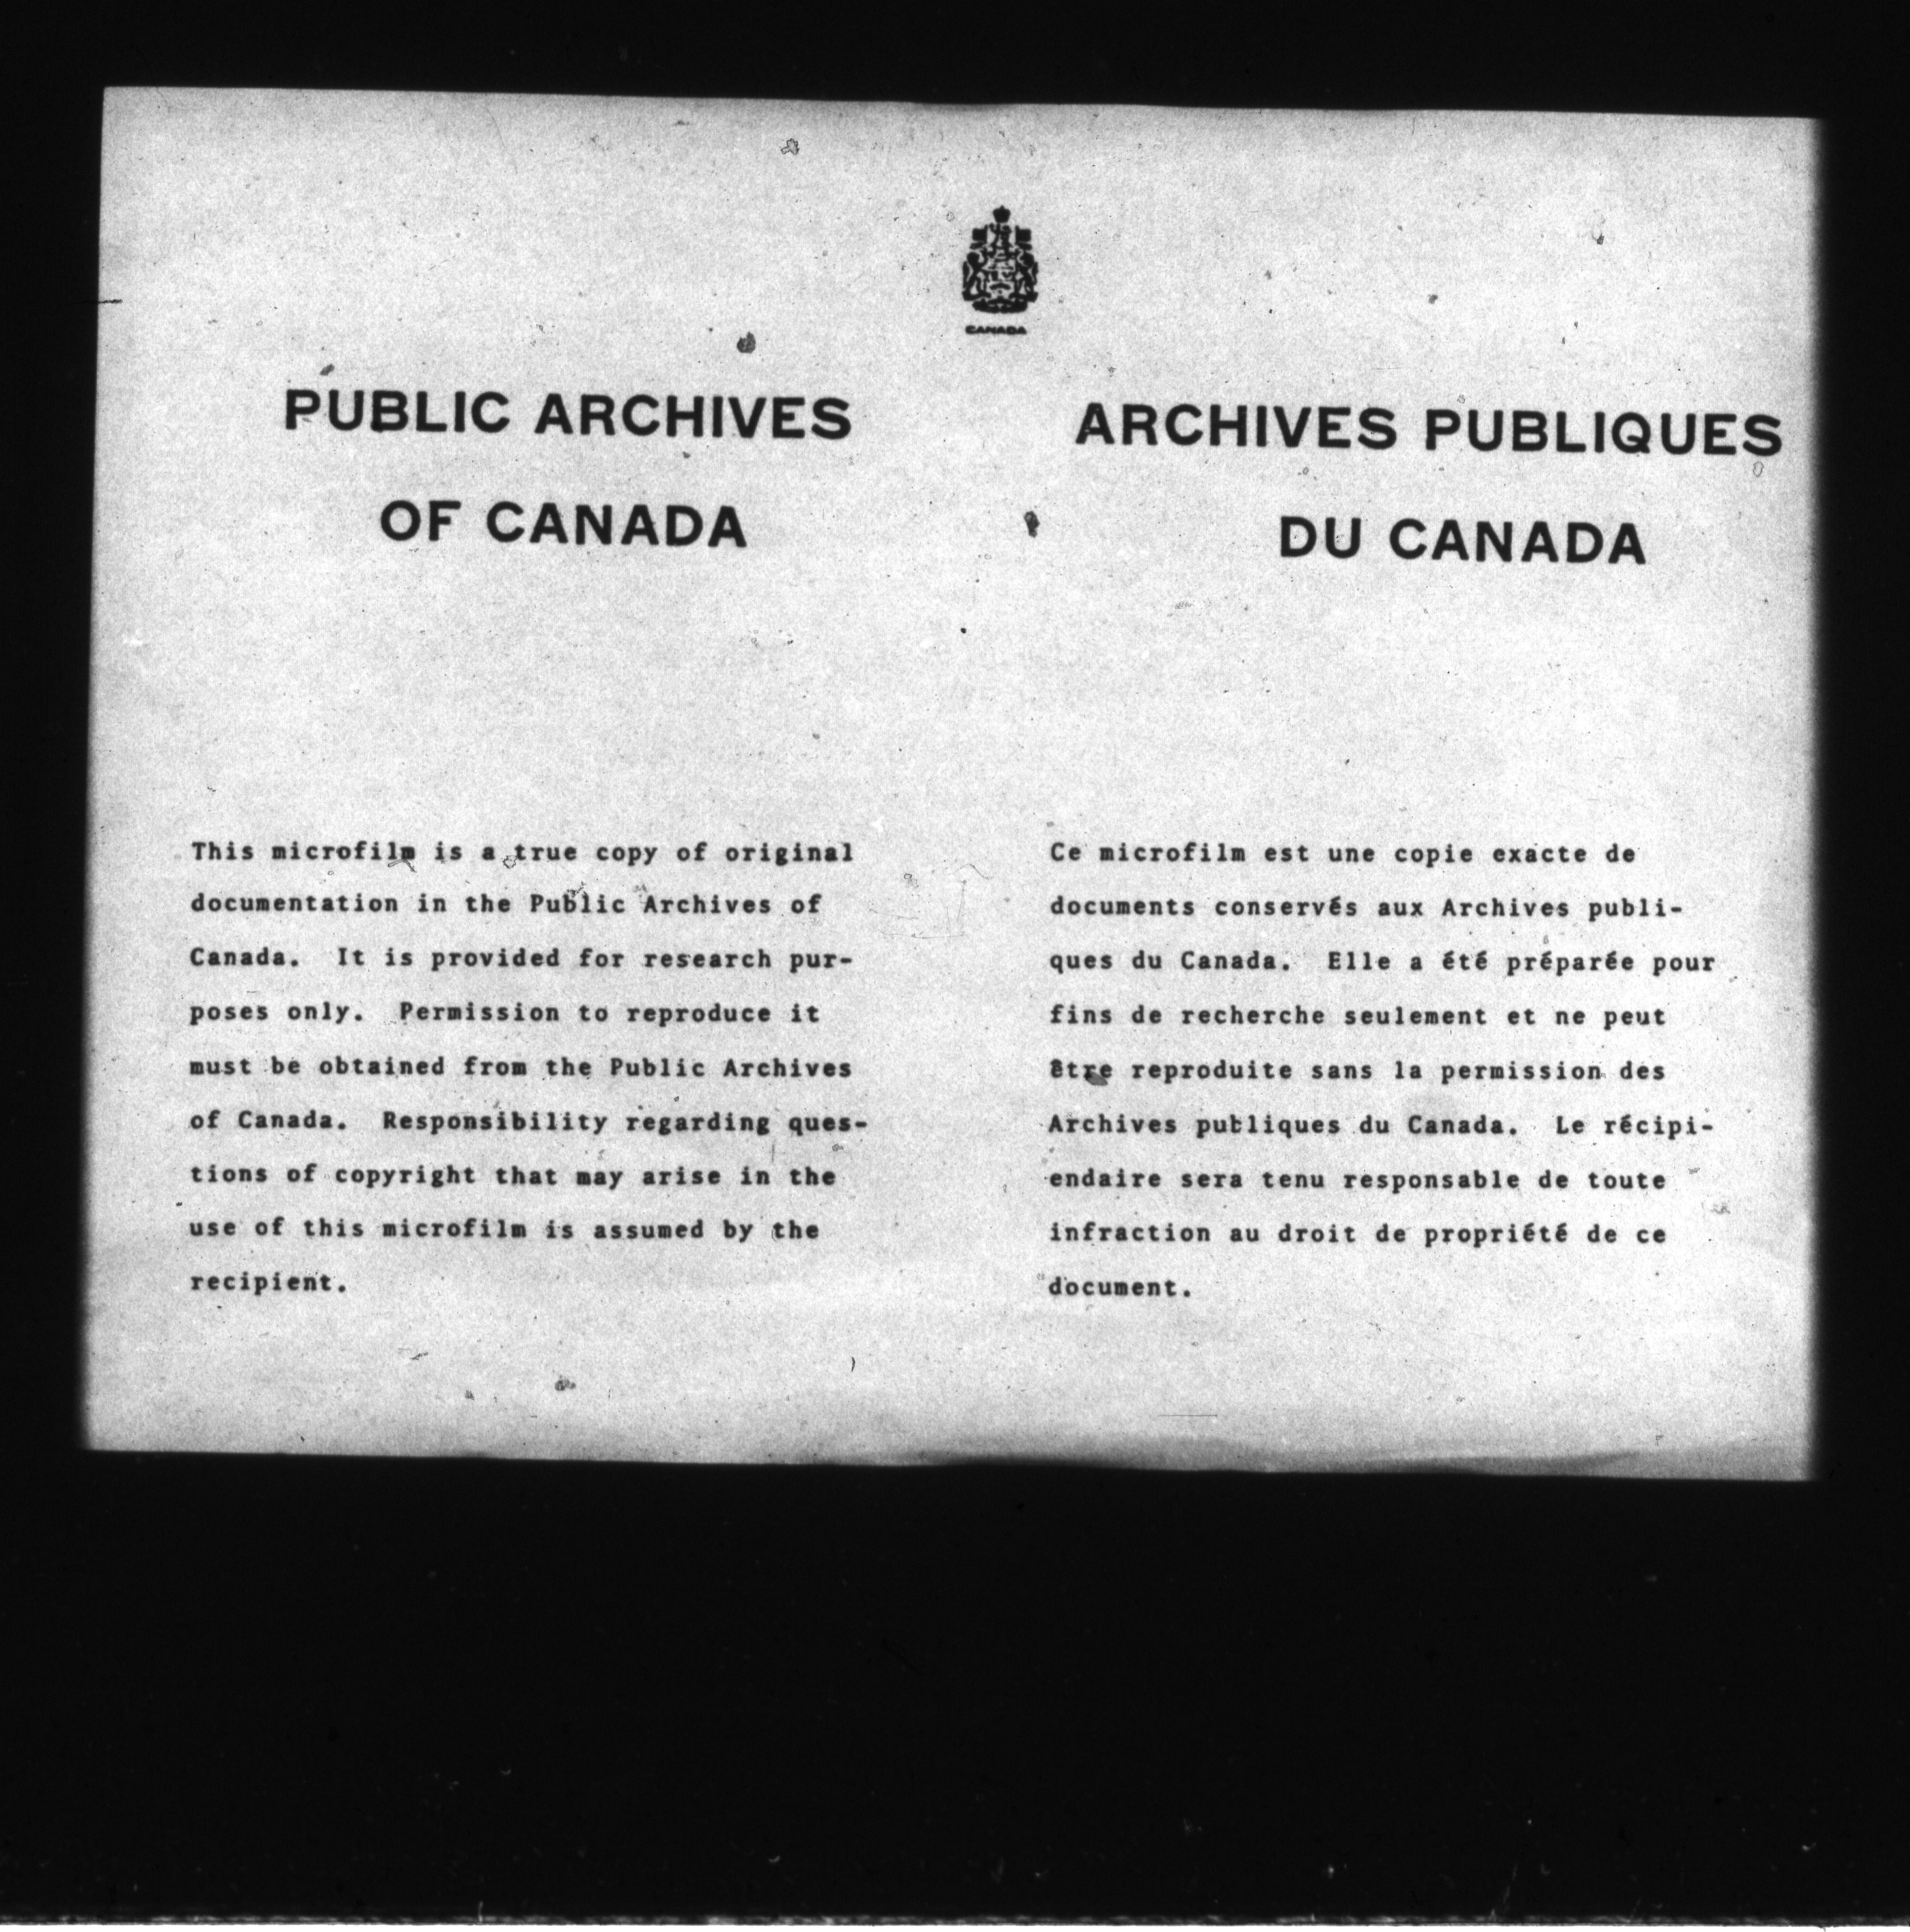 CANADA
PUBLIC ARCHIVES
OF CANADA
This microfilm is a true copy of original
documentation in the Public Archives of
Canada. It is provided for research pur-
poses only. Permission to reproduce it
must be obtained from the Public Archives
of Canada. Responsibility regarding ques-
tions of copyright that may arise in the
use of this microfilm is assumed by the
recipient.
ARCHIVES PUBLIQUES
DU CANADA
Ce microfilm est une copie exacte de
documents conservés aux Archives publi-
ques du Canada. Elle a été préparée pour
fins de recherche seulement et ne peut
être reproduite sans la permission des
Archives publiques du Canada. Le récipi-
endaire sera tenu responsable de toute
infraction au droit de propriété de ce
document.